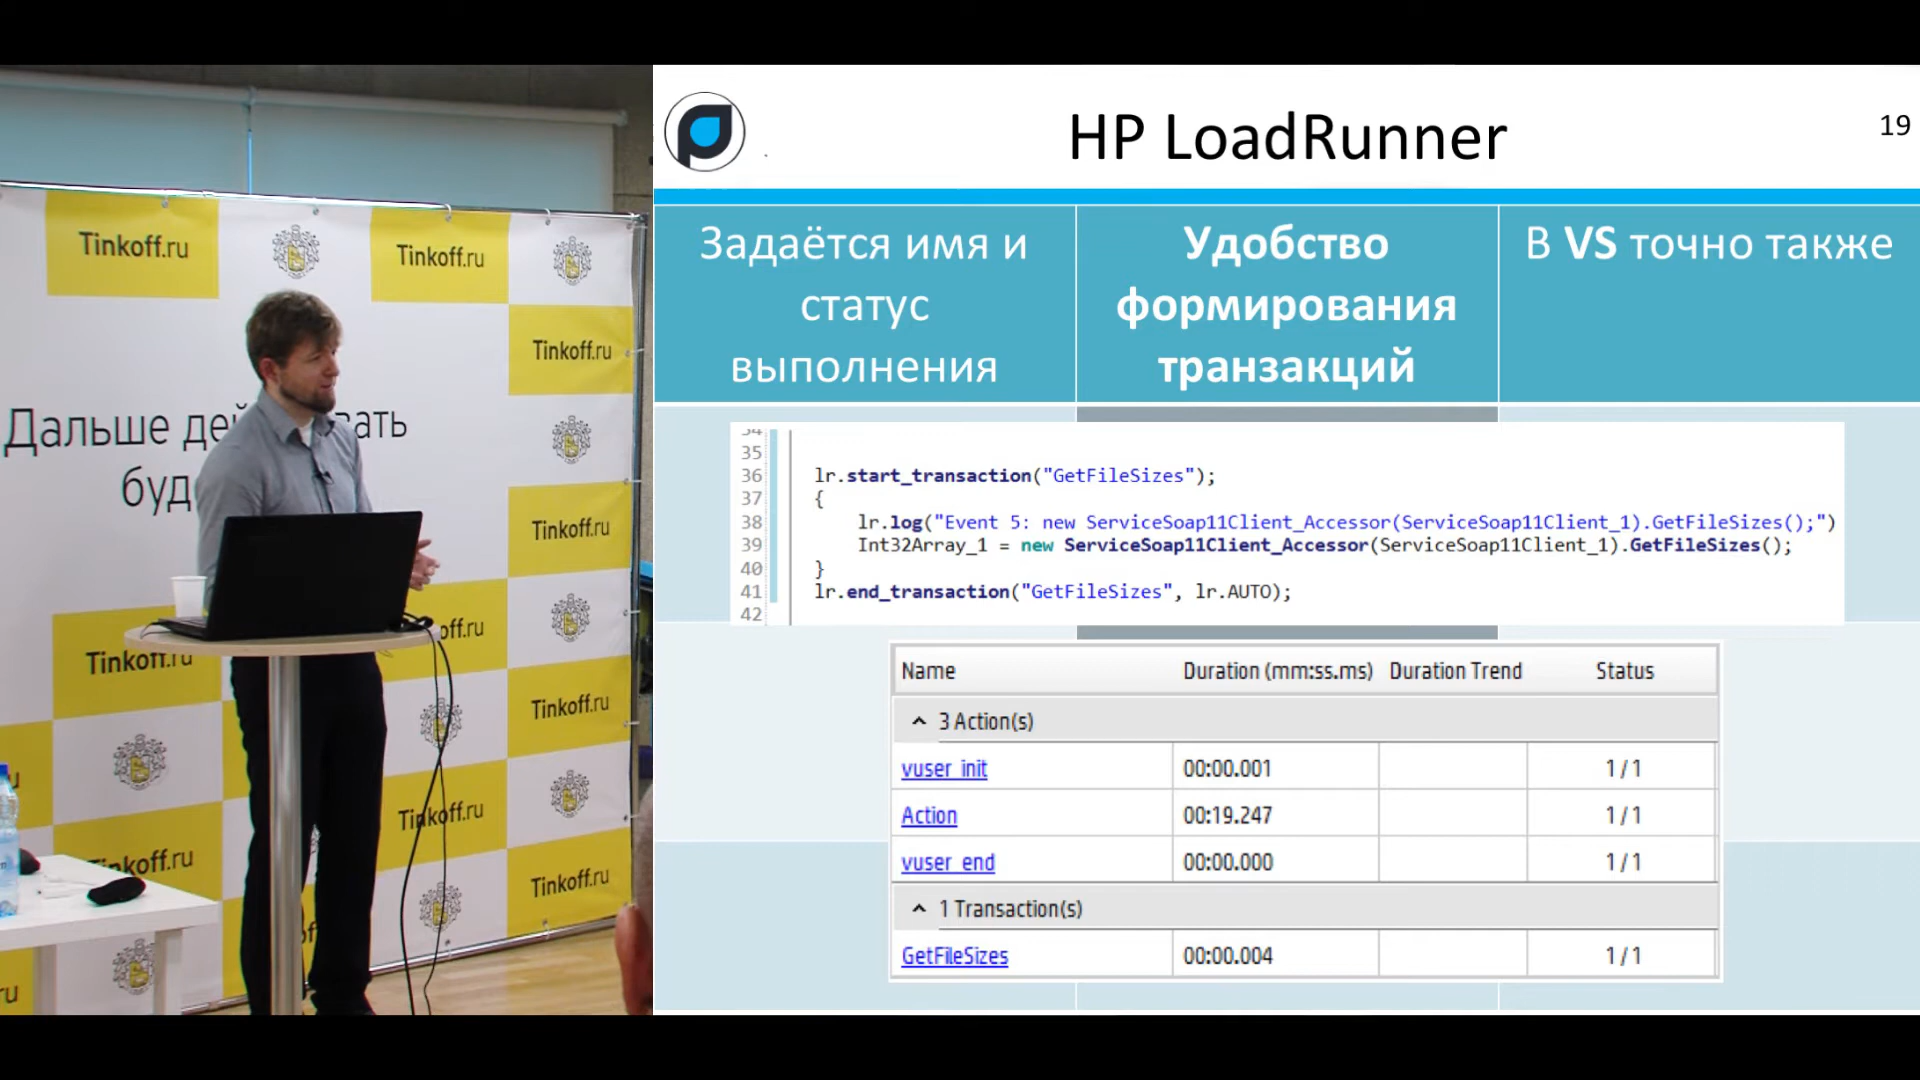 HP LoadRunner
19
Задаётся имя и
статус
выполнения
Удобство
формирования
транзакций
В VS точно также
35
36 lr.start_transaction("GetFileSizes");
37 {
38 lr.log("Event 5: new ServiceSoap11Client_Accessor(ServiceSoap11Client_1).GetFileSizes();")
39 Int32Array_1 = new ServiceSoap11Client_Accessor(ServiceSoap11Client_1).GetFileSizes();
40 }
41 lr.end_transaction("GetFileSizes", lr.AUTO);
42
Name Duration (mm:ss.ms) Duration Trend Status
3 Action(s)
vuser_init 00:00.001 1 / 1
Action 00:19.247 1 / 1
vuser_end 00:00.000 1 / 1
1 Transaction(s)
GetFileSizes 00:00.004 1 / 1
Tinkoff.ru
Tinkoff.ru
Tinkoff.ru
Дальше
Tinkoff.ru
Tinkoff.ru
Tinkoff.ru
Tinkoff.ru
Tinkoff.ru